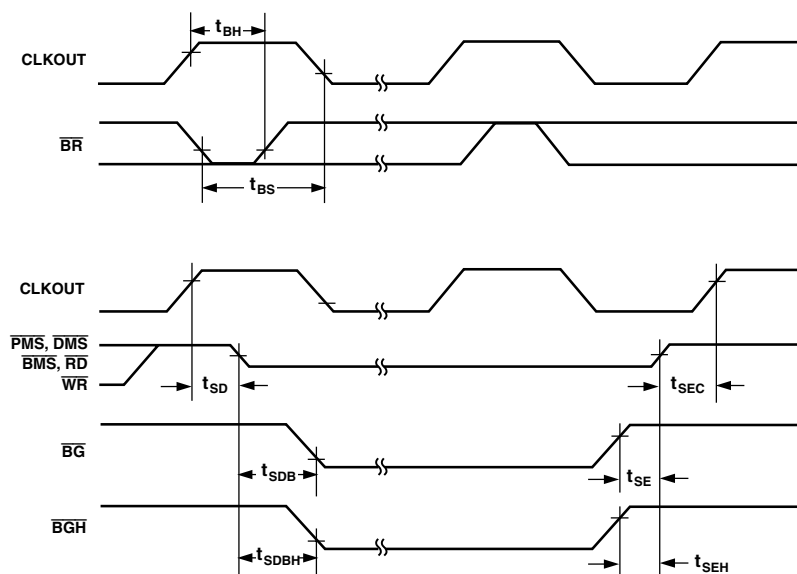 tBH
CLKOUT
BR
tBS
CLKOUT
PMS, DMS
BMS, RD
WR
tSD
tSEC
BG
tSDB
tSE
BGH
tSDBH
tSEH